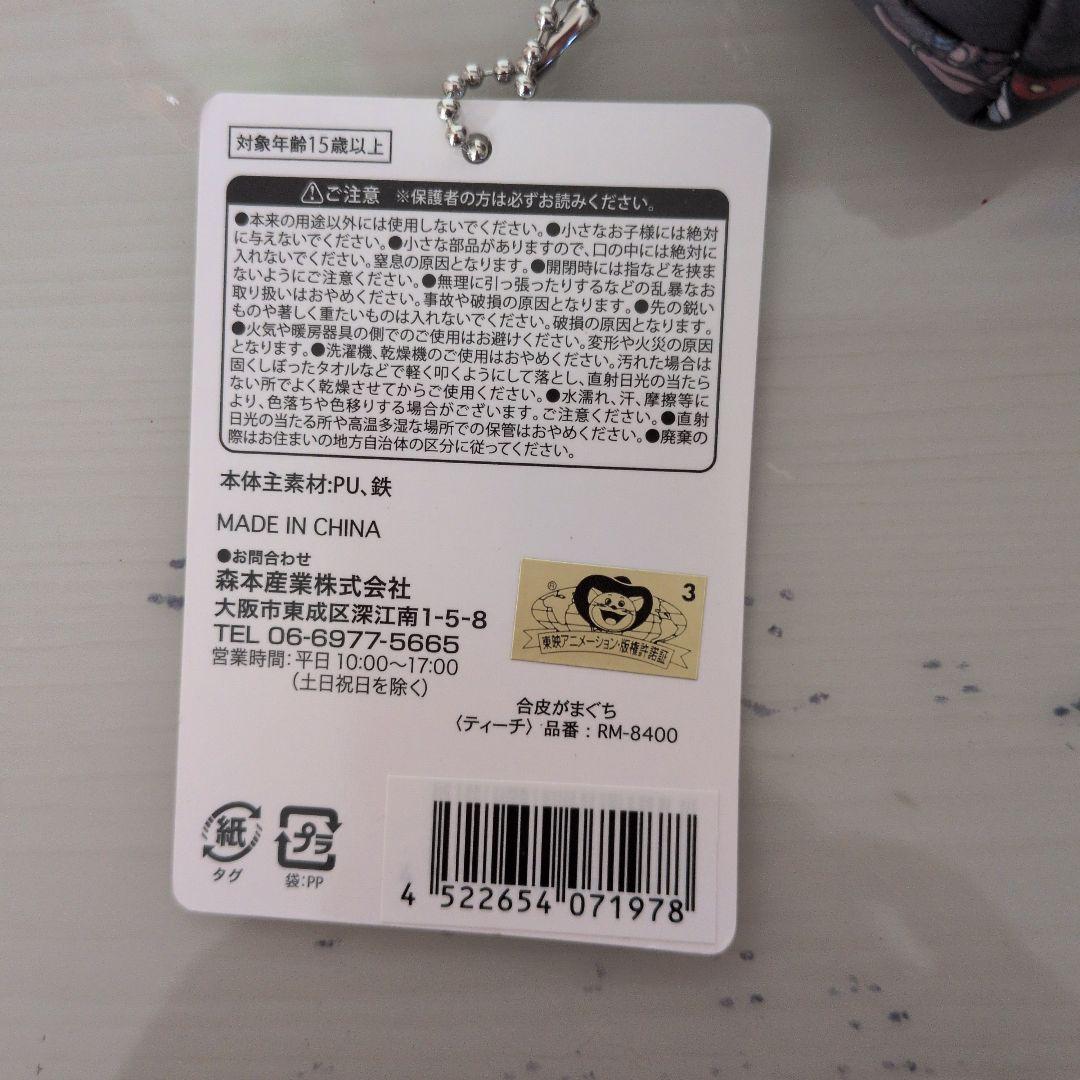 対象年齢15歳以上
⚠ご注意 ※保護者の方は必ずお読みください。
●本来の用途以外には使用しないでください。●小さなお子様には絶対
に与えないでください。●小さな部品がありますので、口の中には絶対に
入れないでください。窒息の原因となります。●開閉時には指などを挟ま
ないようにご注意ください。●無理に引っ張ったりするなどの乱暴なお
取り扱いはおやめください。事故や破損の原因となります。●先の鋭い
ものや著しく重たいものは入れないでください。破損の原因となります。
●火気や暖房器具の側でのご使用はお避けください。変形や火災の原因
となります。●洗濯機、乾燥機のご使用はおやめください。汚れた場合は
固くしぼったタオルなどで軽く叩くようにして落とし、直射日光の当たら
ない所でよく乾燥させてからご使用ください。●水濡れ、汗、摩擦等に
より、色落ちや色移りする場合がございます。ご注意ください。●直射
日光の当たる所や高温多湿な場所での保管はおやめください。●廃棄の
際はお住まいの地方自治体の区分に従ってください。
本体主素材:PU、鉄
MADE IN CHINA
●お問合わせ
森本産業株式会社
大阪市東成区深江南1-5-8
TEL 06-6977-5665
営業時間：平日 10:00～17:00
（土日祝日を除く）
® 3
東映アニメーション・版権許諾証
合皮がまぐち
〈ティーチ〉品番：RM-8400
紙
タグ
プラ
袋：PP
4 522654 071978